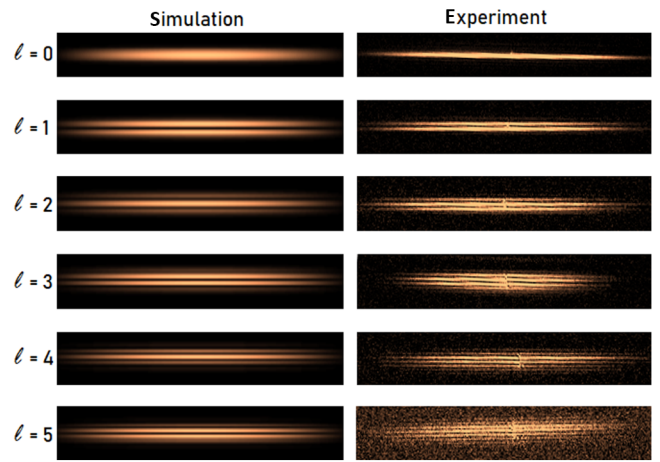 Simulation Experiment
ℓ = 0
ℓ = 1
ℓ = 2
ℓ = 3
ℓ = 4
ℓ = 5